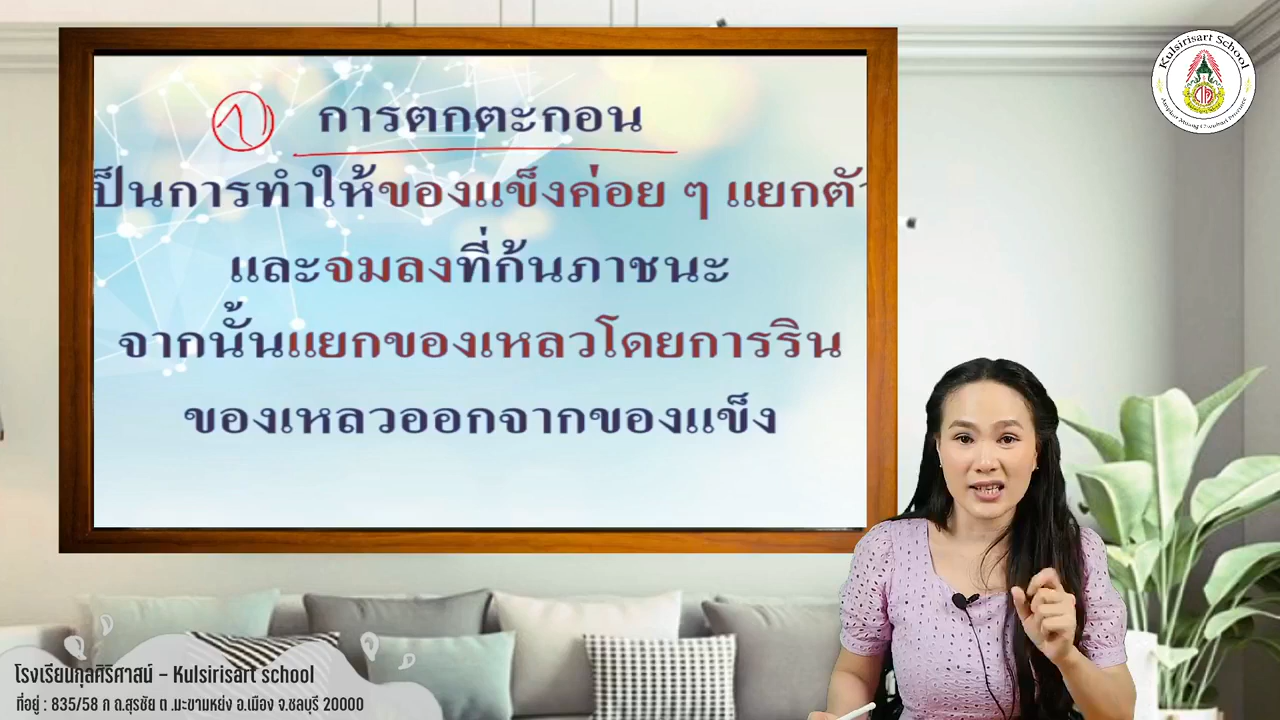 ๑ การตกตะกอน
ป็นการทำให้ของแข็งค่อย ๆ แยกตัว
และจมลงที่ก้นภาชนะ
จากนั้นแยกของเหลวโดยการริน
ของเหลวออกจากของแข็ง
Kulsirisart School
โรงเรียนกุลศิริศาสน์ - Kulsirisart school
ที่อยู่ : 835/58 ก ถ.สุรชัย ต .มะขามหย่ง อ.เมือง จ.ชลบุรี 20000